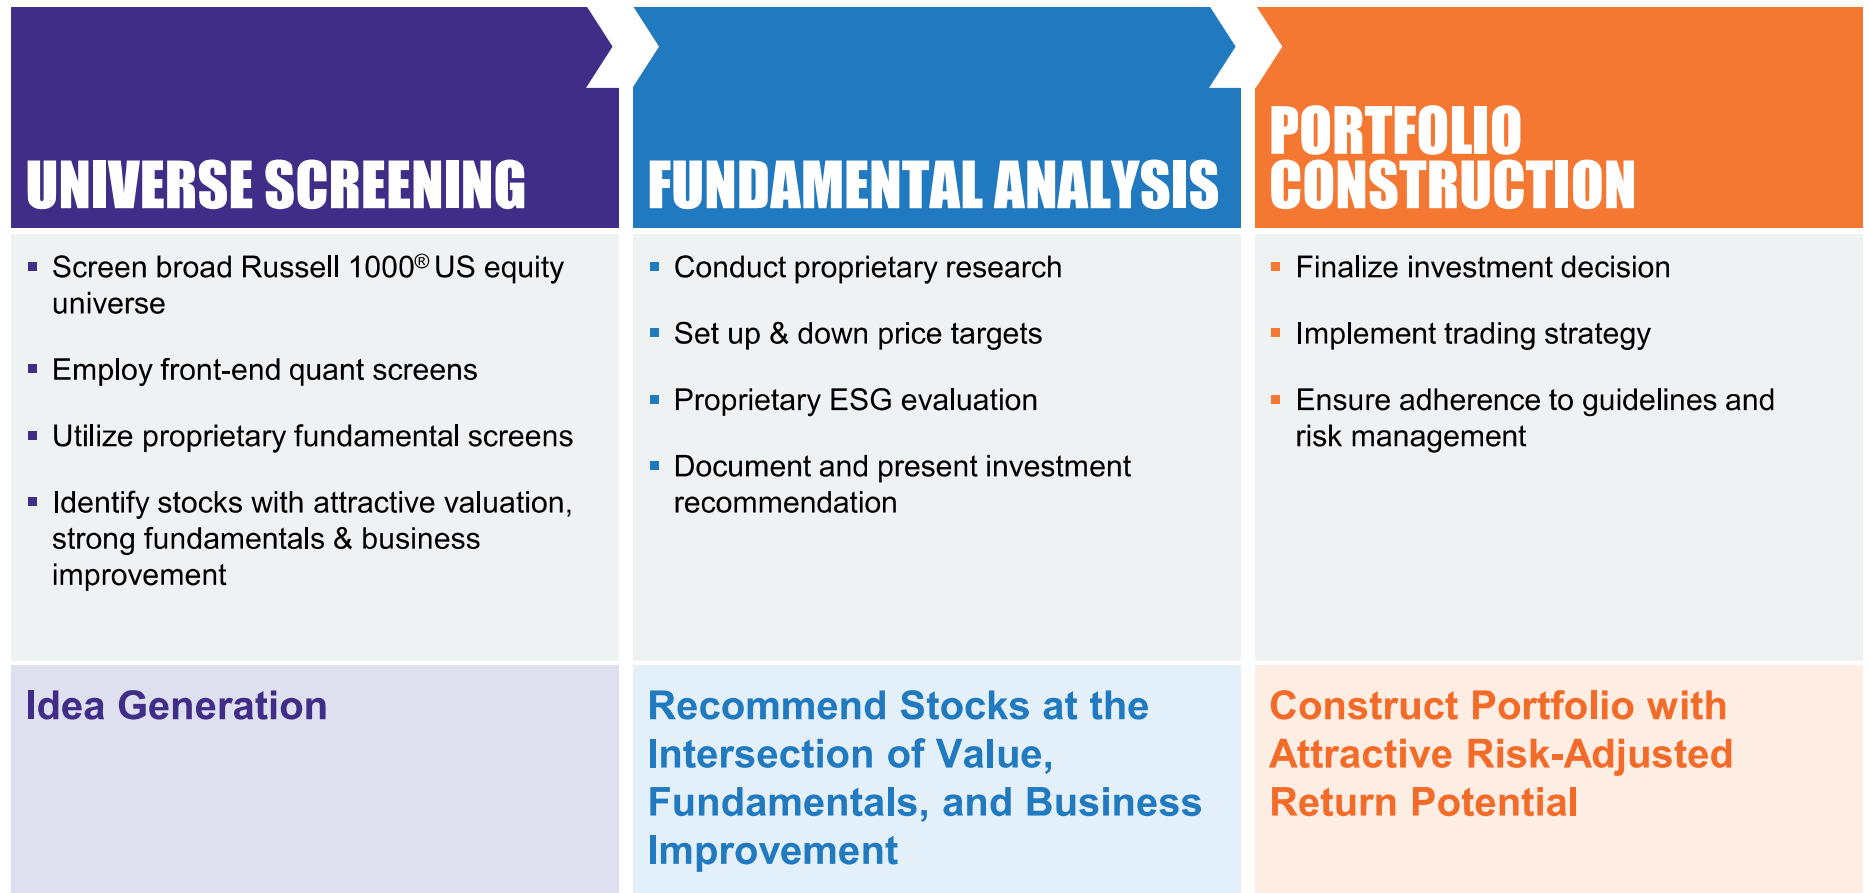 UNIVERSE SCREENING
▪ Screen broad Russell 1000® US equity
universe
▪ Employ front-end quant screens
▪ Utilize proprietary fundamental screens
▪ Identify stocks with attractive valuation,
strong fundamentals & business
improvement
Idea Generation
FUNDAMENTAL ANALYSIS
▪ Conduct proprietary research
▪ Set up & down price targets
▪ Proprietary ESG evaluation
▪ Document and present investment
recommendation
Recommend Stocks at the
Intersection of Value,
Fundamentals, and Business
Improvement
PORTFOLIO
CONSTRUCTION
▪ Finalize investment decision
▪ Implement trading strategy
▪ Ensure adherence to guidelines and
risk management
Construct Portfolio with
Attractive Risk-Adjusted
Return Potential